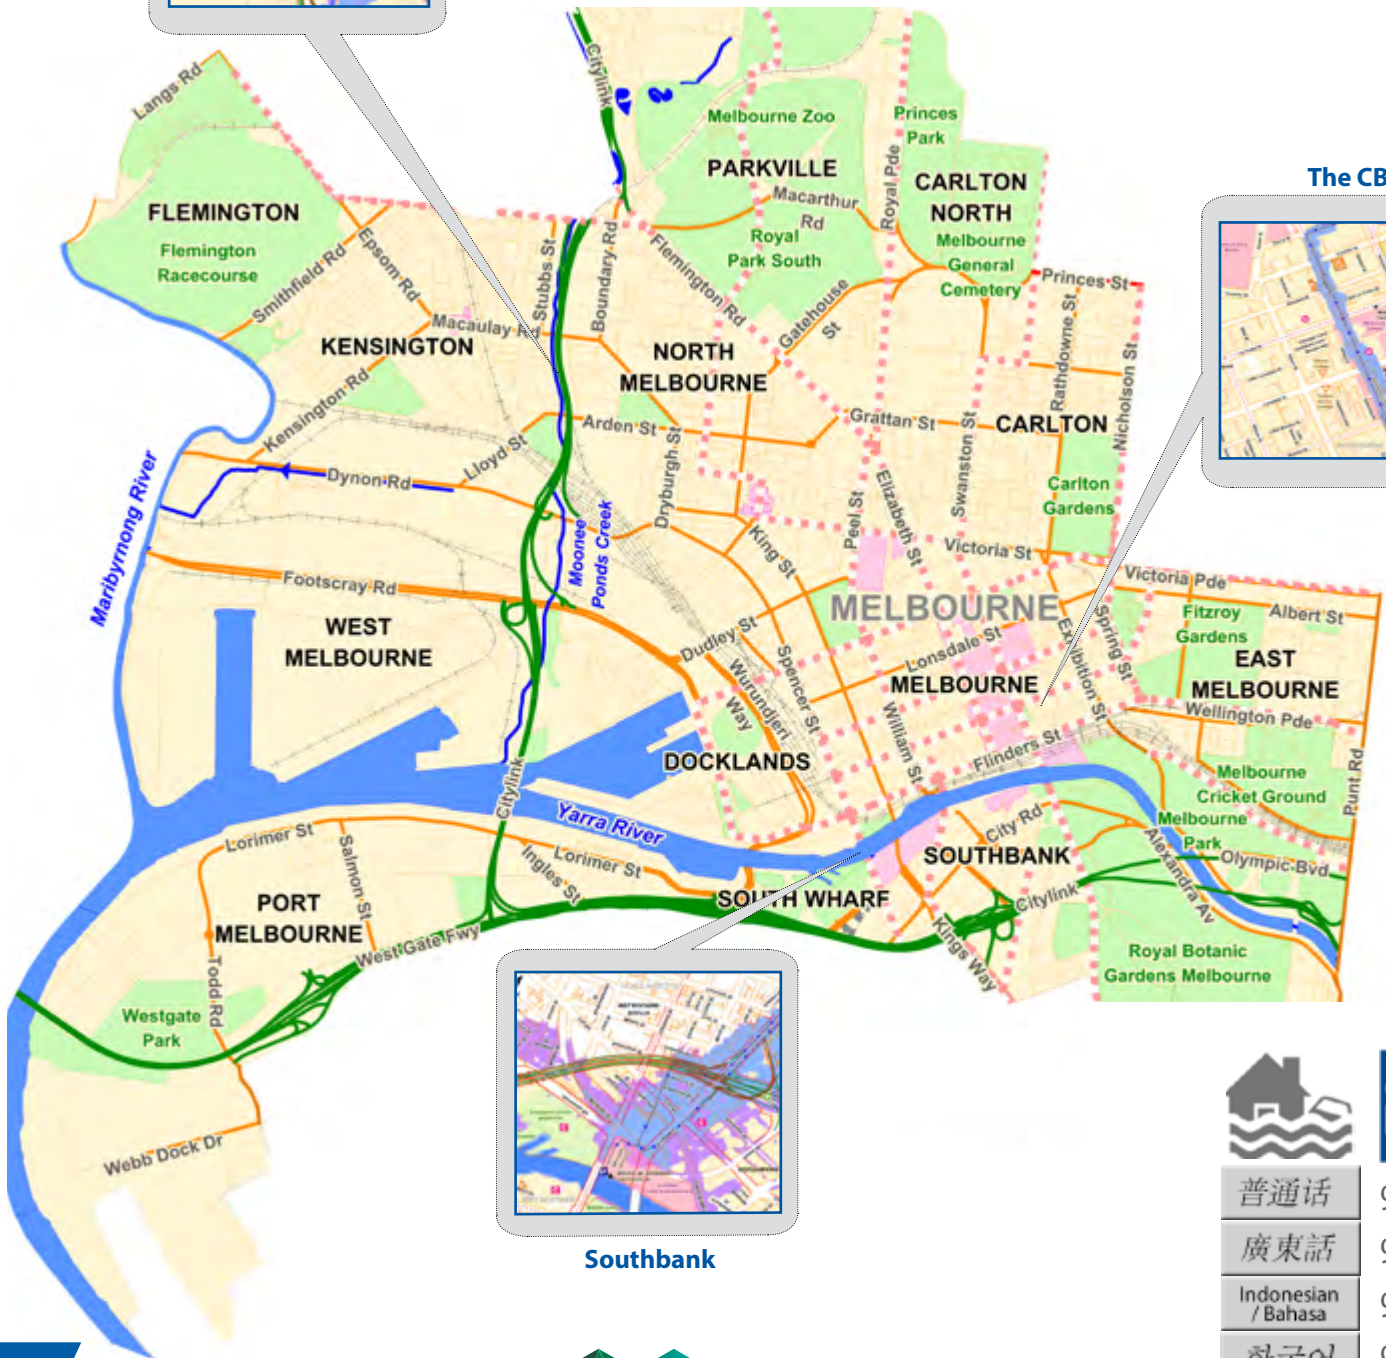 Citylink
Langs Rd
Melbourne Zoo
Princes
Park
PARKVILLE
Royal Pde
Macarthur
Rd
CARLTON
NORTH
The CB
FLEMINGTON
Flemington
Racecourse
Royal
Park South
Melbourne
General
Cemetery
Smithfield Rd
Epsom Rd
Stubbs St
Boundary Rd
Flemington Rd
Gatehouse
St
Princes St
Rathdowne St
Nicholson St
Macaulay Rd
KENSINGTON
NORTH
MELBOURNE
Kensington Rd
Arden St
Grattan St
CARLTON
Swanston St
Maribyrnong River
Dynon Rd
Lloyd St
Dryburgh St
Peel St
Elizabeth St
Carlton
Gardens
Moonee
Ponds Creek
King St
Victoria St
Victoria Pde
Footscray Rd
MELBOURNE
Fitzroy
Gardens
Albert St
WEST
MELBOURNE
Dudley St
Wurundjeri
Way
Spencer St
Lonsdale St
Exhibition St
Spring St
EAST
MELBOURNE
MELBOURNE
William St
Wellington Pde
DOCKLANDS
Flinders St
Punt Rd
Citylink
Yarra River
Melbourne
Cricket Ground
Melbourne
Park
Olympic Bvd
Lorimer St
Salmon St
Ingles St
Lorimer St
City Rd
SOUTHBANK
Alexandra Av
PORT
MELBOURNE
SOUTH WHARF
Citylink
West Gate Fwy
Kings Way
Royal Botanic
Gardens Melbourne
Todd Rd
Westgate
Park
Webb Dock Dr
Southbank
普通话
廣東話
Indonesian
/ Bahasa
한국어